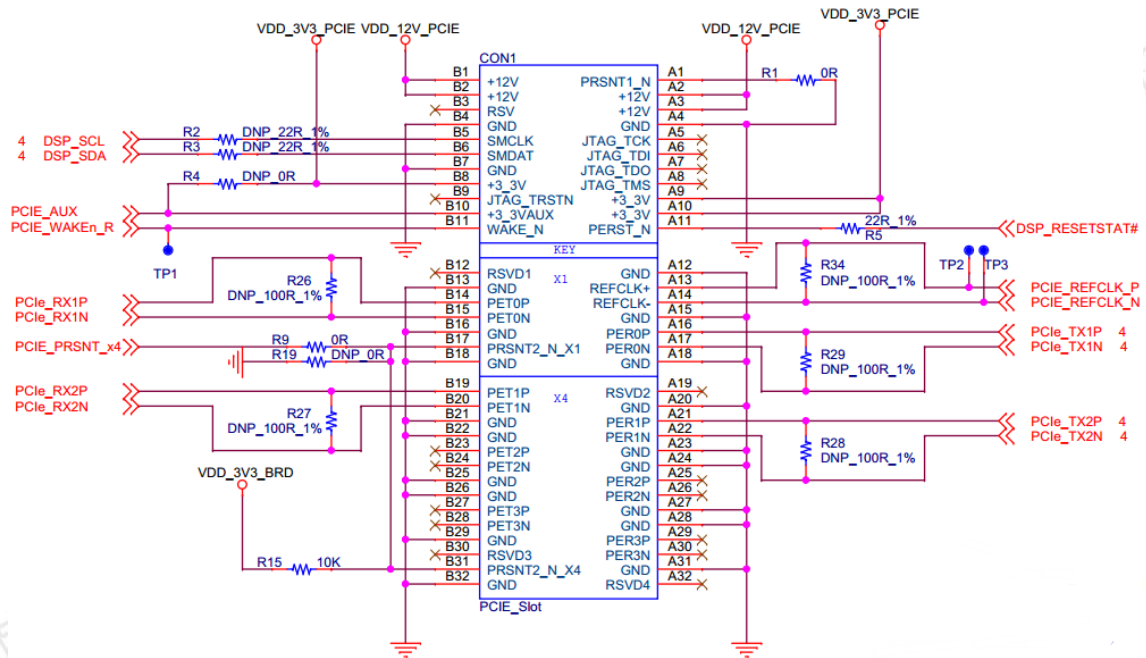 VDD_3V3_PCIE
VDD_12V_PCIE
VDD_12V_PCIE
VDD_3V3_PCIE
CON1
B1 +12V PRSNT1_N A1 R1 0R
B2 +12V +12V A2
B3 RSV +12V A3
B4 GND GND A4
4 DSP_SCL R2 DNP_22R_1% B5 SMCLK JTAG_TCK A5
4 DSP_SDA R3 DNP_22R_1% B6 SMDAT JTAG_TDI A6
B7 GND JTAG_TDO A7
R4 DNP_0R B8 +3_3V JTAG_TMS A8
B9 JTAG_TRSTN +3_3V A9
PCIE_AUX B10 +3_3VAUX +3_3V A10
PCIE_WAKEn_R B11 WAKE_N PERST_N A11 22R_1% R5 DSP_RESETSTAT#
TP1
KEY
TP2 TP3
B12 RSVD1 X1 GND A12
R26 DNP_100R_1%
R34 DNP_100R_1%
B13 GND REFCLK+ A13 PCIE_REFCLK_P
PCIe_RX1P B14 PET0P REFCLK- A14 PCIE_REFCLK_N
PCIe_RX1N B15 PET0N GND A15
B16 GND PER0P A16 PCIe_TX1P 4
PCIE_PRSNT_x4 R9 0R B17 PRSNT2_N_X1 PER0N A17 PCIe_TX1N 4
R19 DNP_0R B18 GND GND A18
R29 DNP_100R_1%
PCIe_RX2P B19 PET1P X4 RSVD2 A19
PCIe_RX2N B20 PET1N GND A20
R27 DNP_100R_1%
B21 GND PER1P A21 PCIe_TX2P 4
B22 GND PER1N A22 PCIe_TX2N 4
R28 DNP_100R_1%
B23 PET2P GND A23
B24 PET2N GND A24
VDD_3V3_BRD
B25 GND PER2P A25
B26 GND PER2N A26
B27 PET3P GND A27
B28 PET3N GND A28
B29 GND PER3P A29
B30 RSVD3 PER3N A30
R15 10K B31 PRSNT2_N_X4 GND A31
B32 GND RSVD4 A32
PCIE_Slot